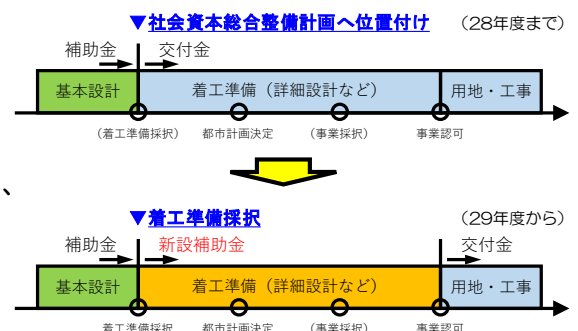 ▼社会資本総合整備計画へ位置付け （28年度まで）
補助金 交付金
基本設計 着工準備（詳細設計など） 用地・工事
（着工準備採択） 都市計画決定 （事業採択） 事業認可
、
▼着工準備採択 （29年度から）
補助金 新設補助金 交付金
基本設計 着工準備（詳細設計など） 用地・工事
着工準備採択 都市計画決定 （事業採択） 事業認可